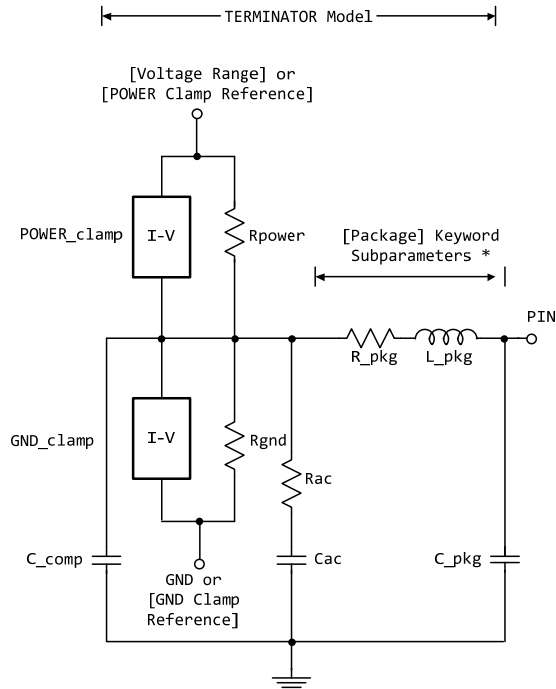 TERMINATOR Model
[Voltage Range] or
[POWER Clamp Reference]
POWER_clamp
I-V
Rpower
[Package] Keyword
Subparameters *
PIN
R_pkg
L_pkg
GND_clamp
I-V
Rgnd
Rac
C_comp
GND or
[GND Clamp
Reference]
Cac
C_pkg